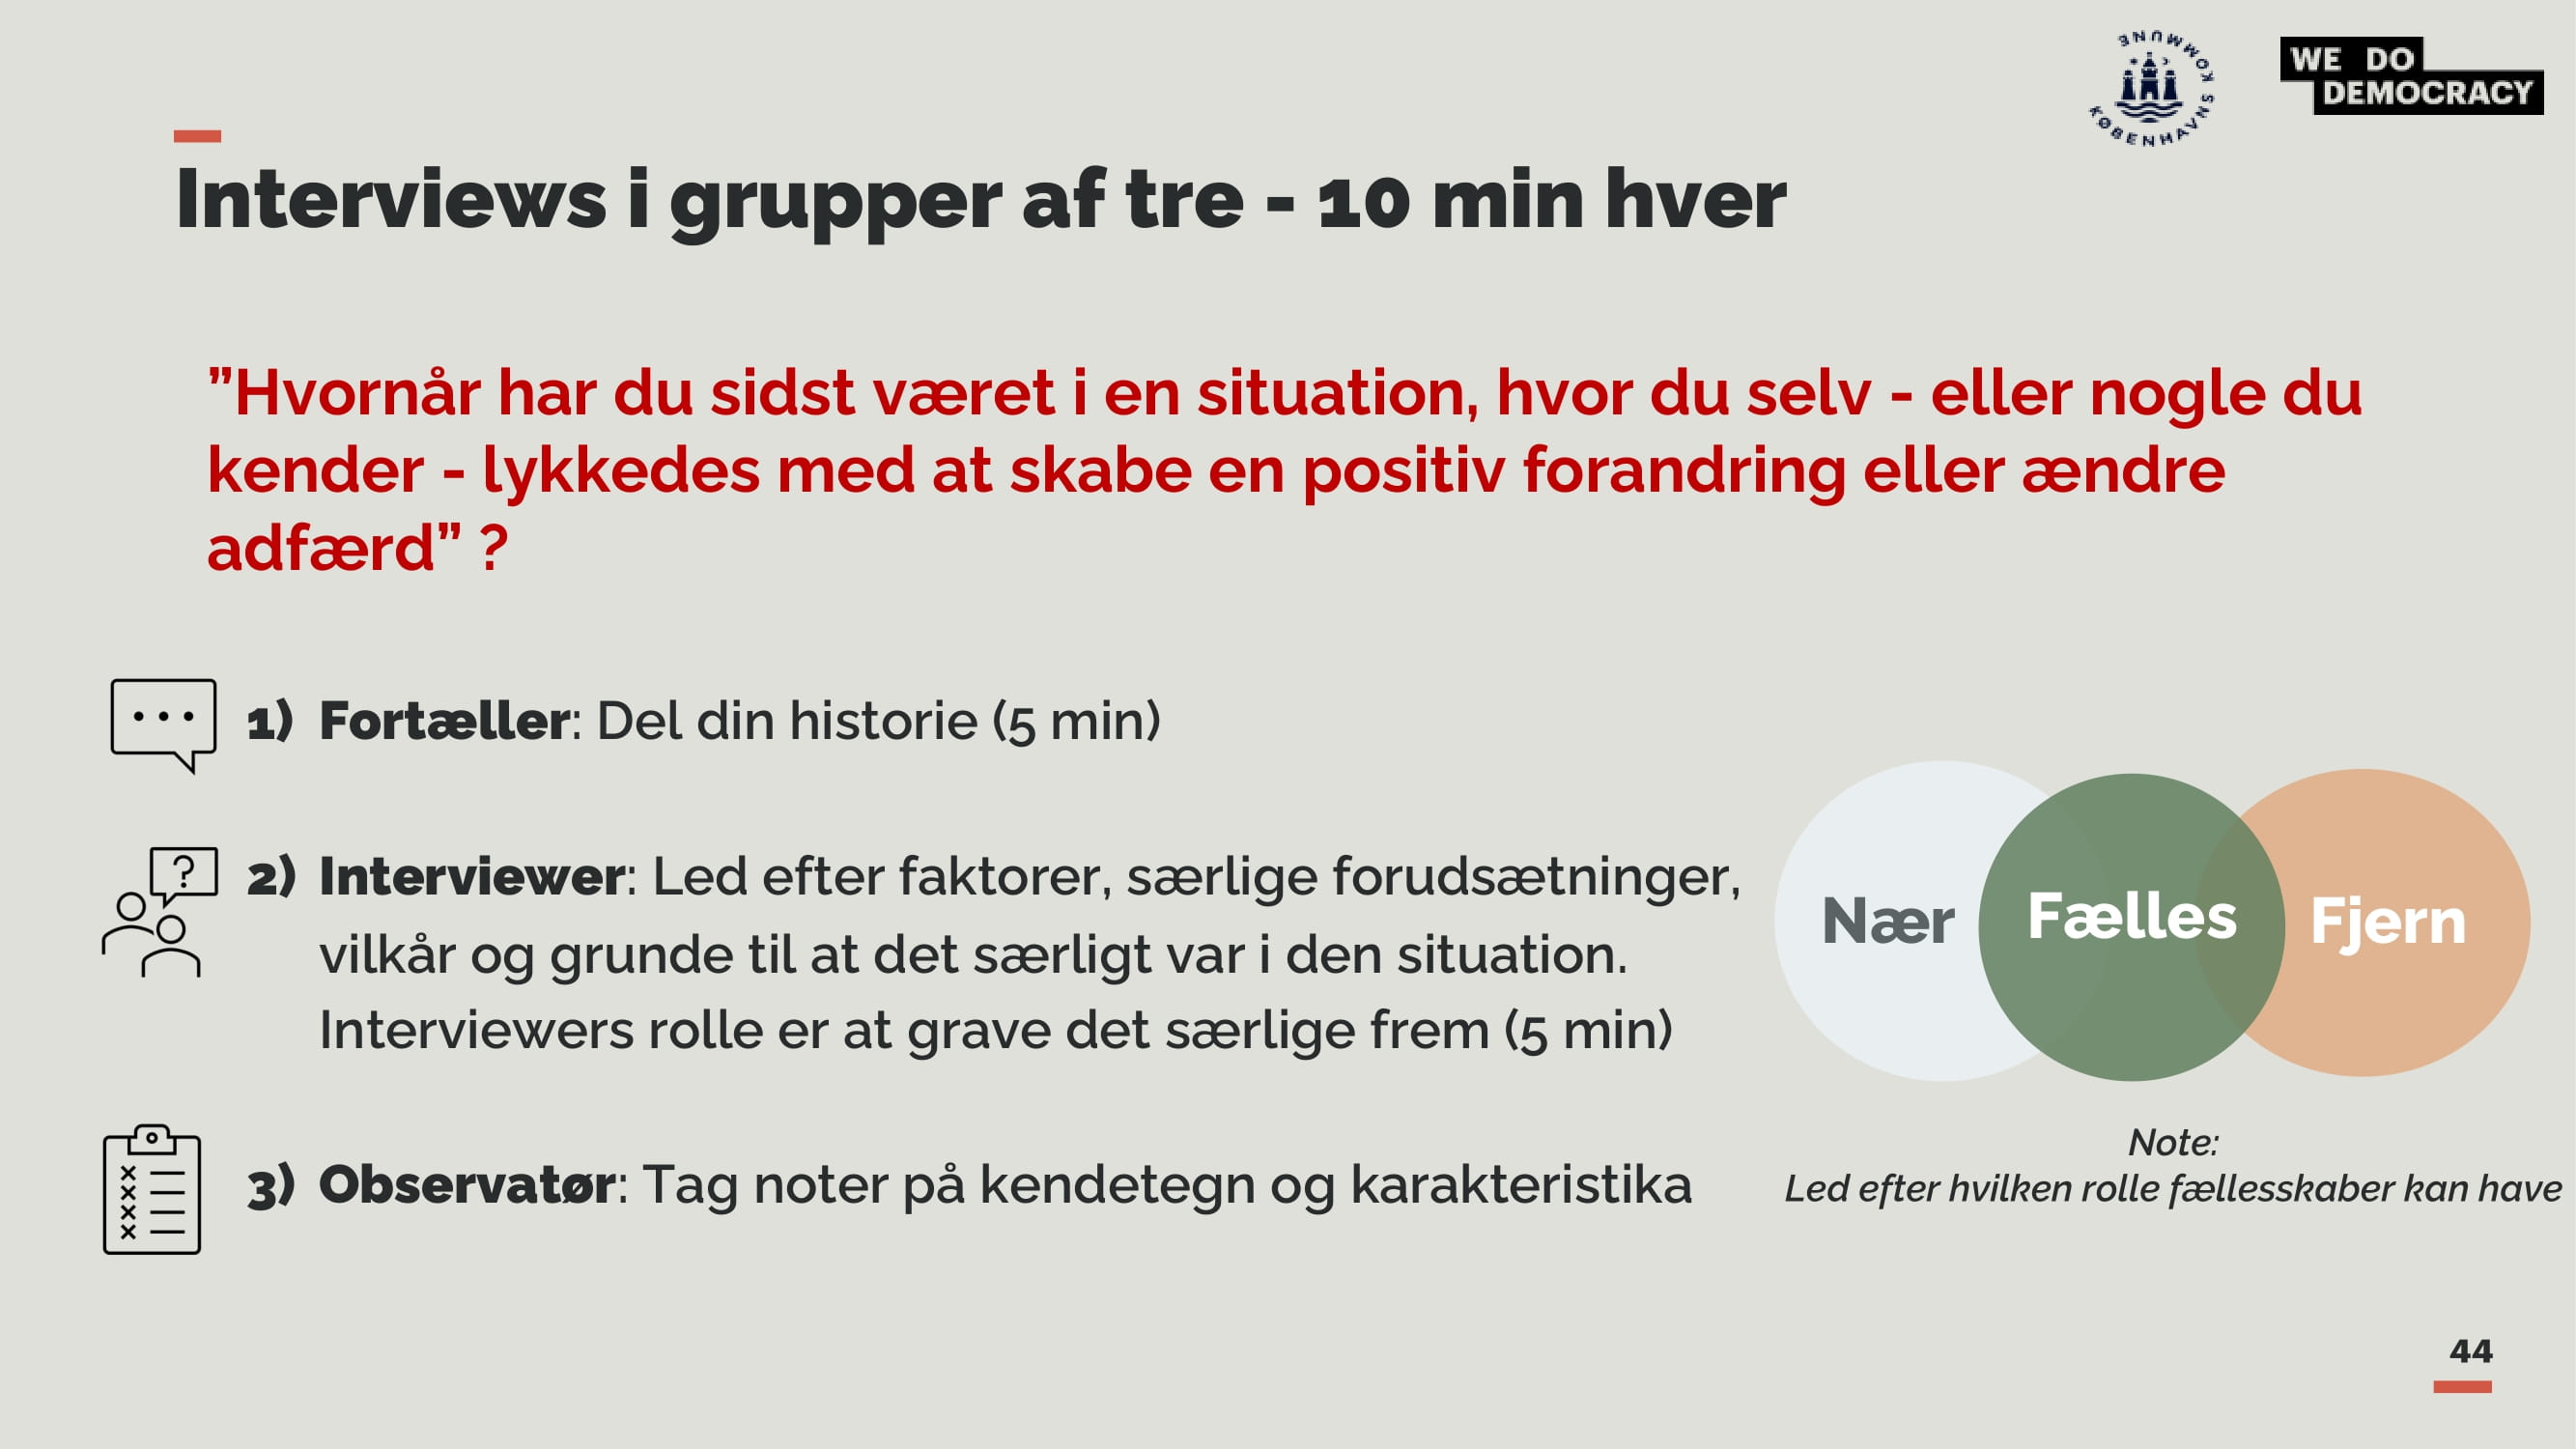 KØBENHAVNS KOMMUNE
WE DO
DEMOCRACY
Interviews i grupper af tre - 10 min hver
”Hvornår har du sidst været i en situation, hvor du selv - eller nogle du
kender - lykkedes med at skabe en positiv forandring eller ændre
adfærd” ?
1) Fortæller: Del din historie (5 min)
2) Interviewer: Led efter faktorer, særlige forudsætninger,
vilkår og grunde til at det særligt var i den situation.
Interviewers rolle er at grave det særlige frem (5 min)
3) Observatør: Tag noter på kendetegn og karakteristika
Nær
Fælles
Fjern
Note:
Led efter hvilken rolle fællesskaber kan have
44